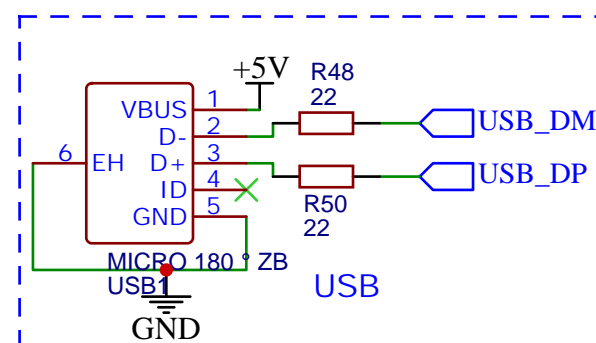 +5V
R48
22
VBUS 1
D- 2
USB_DM
6 EH D+ 3
USB_DP
ID 4
GND 5
R50
22
MICRO 180 ° ZB
USB1
USB
GND